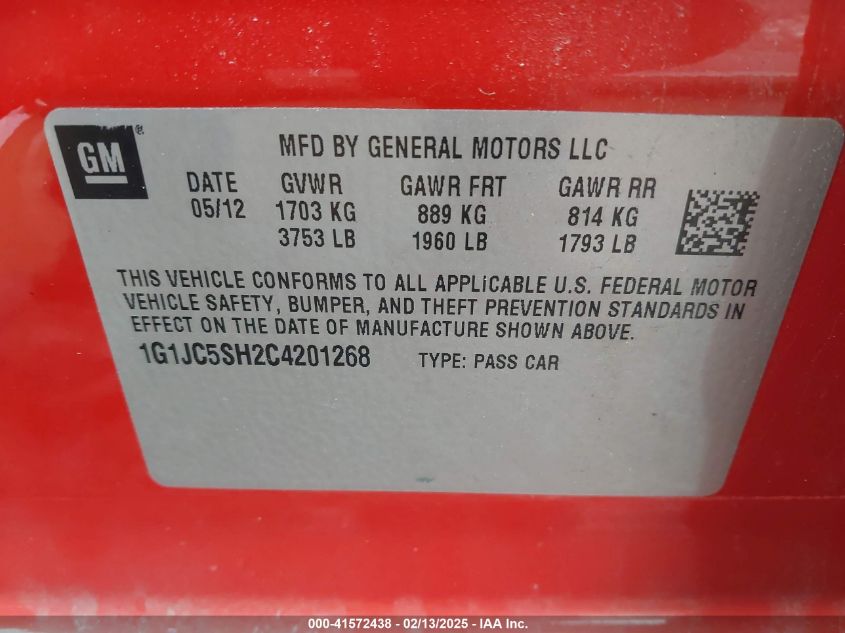 GM®
MFD BY GENERAL MOTORS LLC
DATE GVWR GAWR FRT GAWR RR
05/12 1703 KG 889 KG 814 KG
3753 LB 1960 LB 1793 LB
THIS VEHICLE CONFORMS TO ALL APPLICABLE U.S. FEDERAL MOTOR
VEHICLE SAFETY, BUMPER, AND THEFT PREVENTION STANDARDS IN
EFFECT ON THE DATE OF MANUFACTURE SHOWN ABOVE.
1G1JC5SH2C4201268 TYPE: PASS CAR
000-41572438 - 02/13/2025 - IAA Inc.